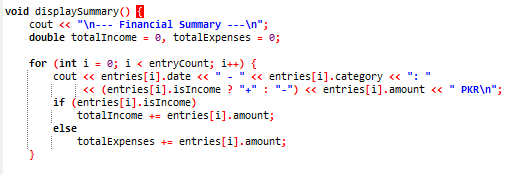 void displaySummary() {
    cout << "\n--- Financial Summary ---\n";
    double totalIncome = 0, totalExpenses = 0;

    for (int i = 0; i < entryCount; i++) {
        cout << entries[i].date << " - " << entries[i].category << ": "
             << (entries[i].isIncome ? "+" : "-") << entries[i].amount << " PKR\n";
        if (entries[i].isIncome)
            totalIncome += entries[i].amount;
        else
            totalExpenses += entries[i].amount;
    }